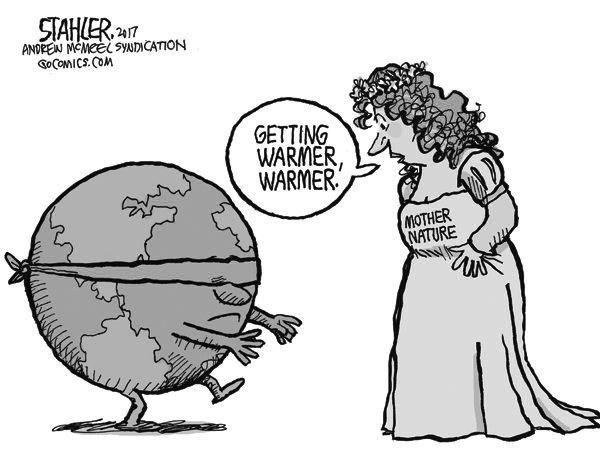 STAHLER, 2017
ANDREW MCMEEL SYNDICATION
GOCOMICS.COM
GETTING
WARMER,
WARMER.
MOTHER
NATURE